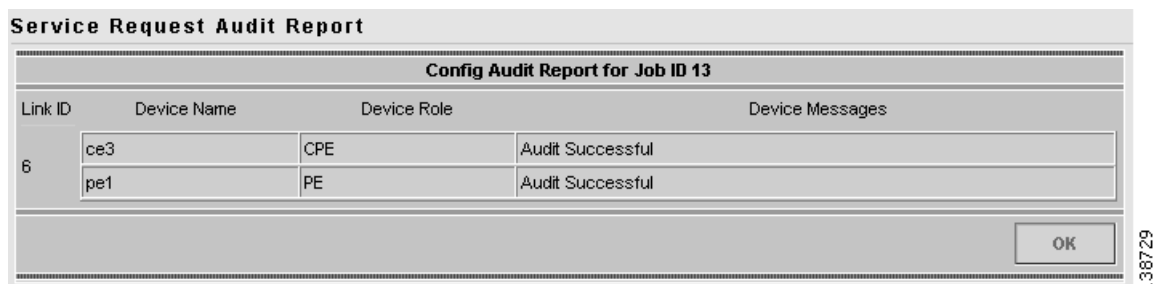 Service Request Audit Report
Config Audit Report for Job ID 13
Link ID Device Name Device Role Device Messages
6
ce3 CPE Audit Successful
pe1 PE Audit Successful
OK
38729